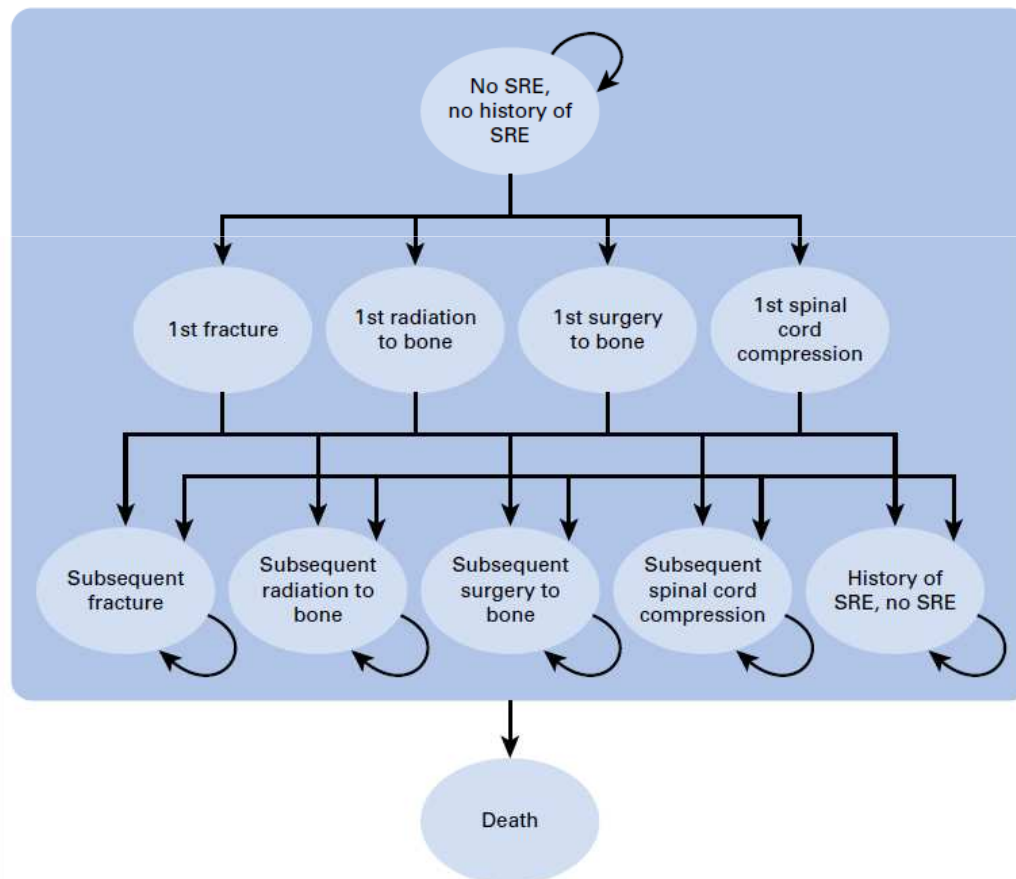 No SRE,
no history of
SRE
1st fracture
1st radiation
to bone
1st surgery
to bone
1st spinal
cord
compression
Subsequent
fracture
Subsequent
radiation to
bone
Subsequent
surgery to
bone
Subsequent
spinal cord
compression
History of
SRE, no SRE
Death